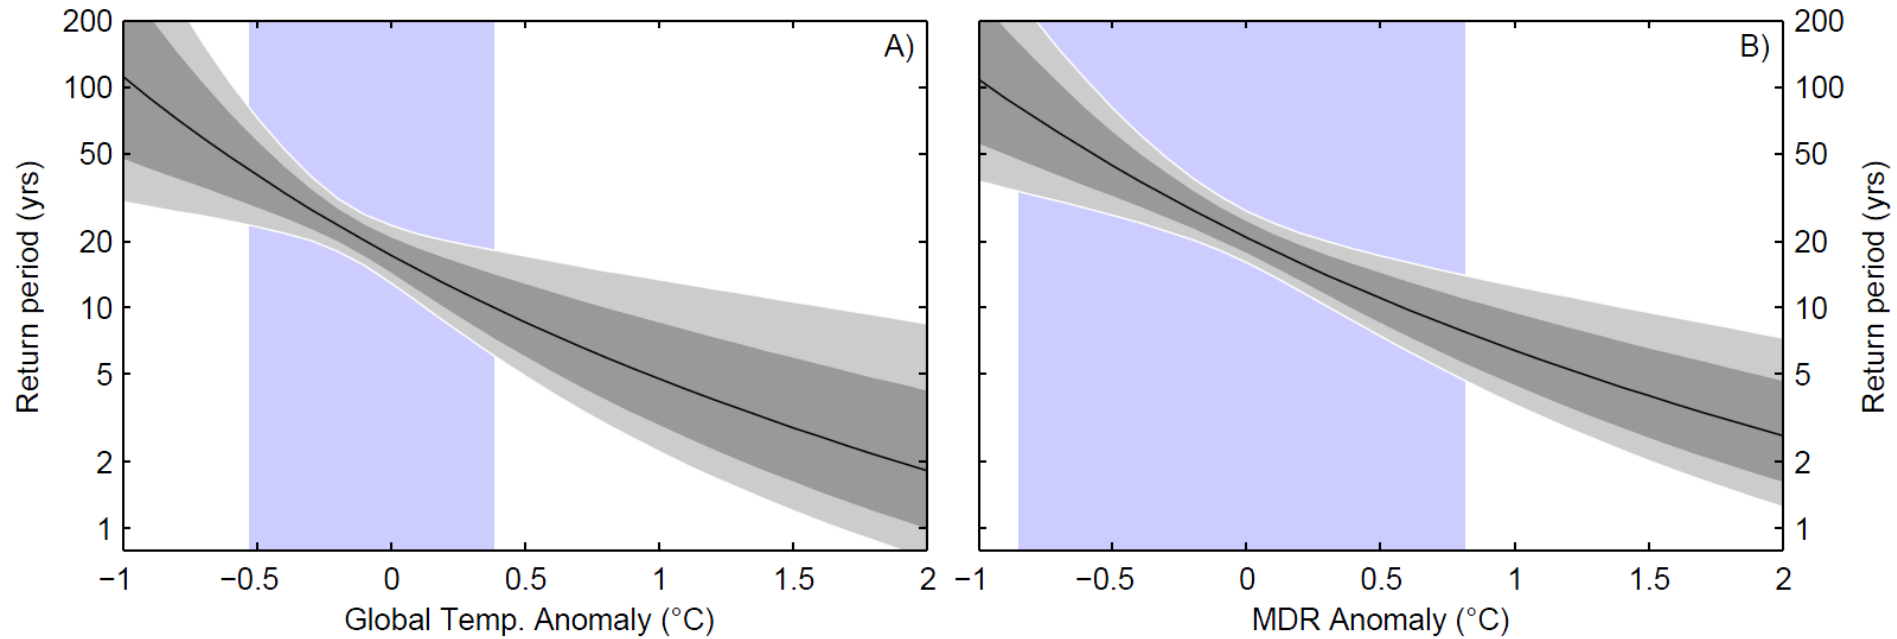 200
100
50
20
10
5
2
1
Return period (yrs)
A)
−1 −0.5 0 0.5 1 1.5 2
Global Temp. Anomaly (°C)
B)
200
100
50
20
10
5
2
1
Return period (yrs)
−1 −0.5 0 0.5 1 1.5 2
MDR Anomaly (°C)